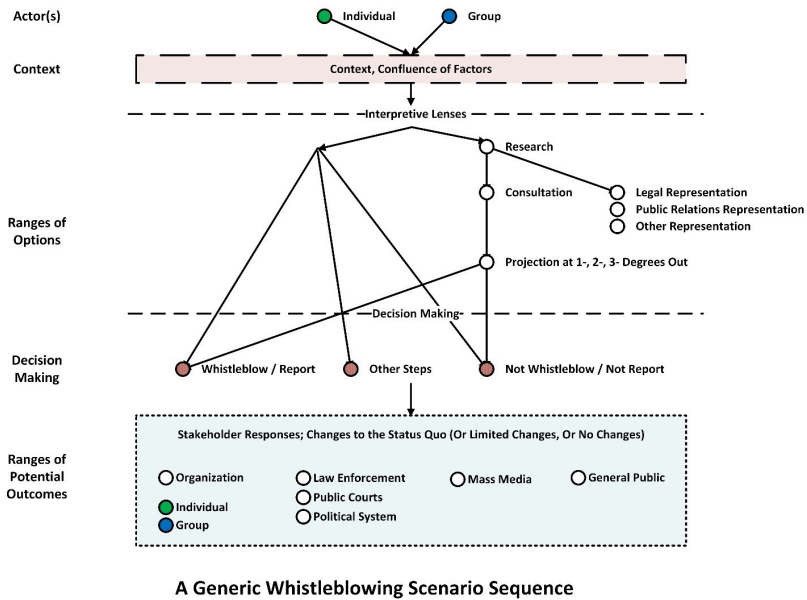 Actor(s)
Individual
Group
Context
Context, Confluence of Factors
Interpretive Lenses
Research
Consultation
Legal Representation
Public Relations Representation
Other Representation
Ranges of
Options
Projection at 1-, 2-, 3- Degrees Out
Decision Making
Decision
Making
Whistleblow / Report
Other Steps
Not Whistleblow / Not Report
Stakeholder Responses; Changes to the Status Quo (Or Limited Changes, Or No Changes)
Ranges of
Potential
Outcomes
Organization
Individual
Group
Law Enforcement
Public Courts
Political System
Mass Media
General Public
A Generic Whistleblowing Scenario Sequence